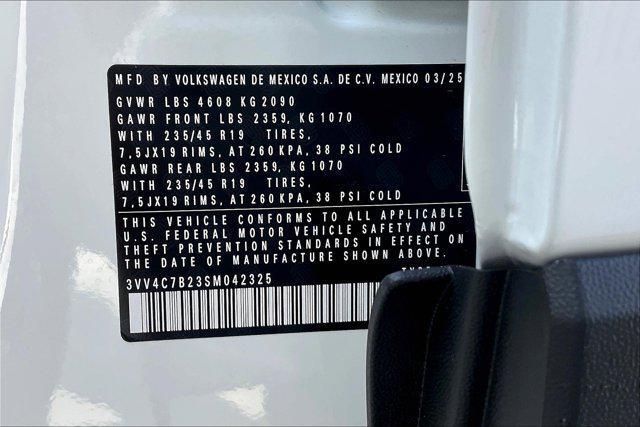 MFD BY VOLKSWAGEN DE MEXICO S.A. DE C.V. MEXICO 03/25
GVWR LBS 4608 KG 2090
GAWR FRONT LBS 2359, KG 1070
WITH 235/45 R19 TIRES,
7,5JX19 RIMS, AT 260 KPA, 38 PSI COLD
GAWR REAR LBS 2359, KG 1070
WITH 235/45 R19 TIRES,
7,5JX19 RIMS, AT 260 KPA, 38 PSI COLD
THIS VEHICLE CONFORMS TO ALL APPLICABLE
U.S. FEDERAL MOTOR VEHICLE SAFETY AND
THEFT PREVENTION STANDARDS IN EFFECT ON
THE DATE OF MANUFACTURE SHOWN ABOVE.
3VV4C7B23SM042325